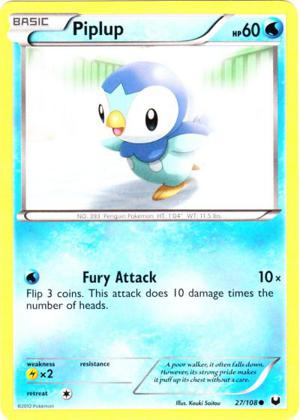 BASIC Piplup HP60
NO. 393 Penguin Pokémon HT: 1'04" WT: 11.5 lbs.
Fury Attack 10×
Flip 3 coins. This attack does 10 damage times the
number of heads.
weakness resistance
×2
retreat
A poor walker, it often falls down.
However, its strong pride makes
it puff up its chest without a care.
Illus. Kouki Saitou 27/108
©2012 Pokémon